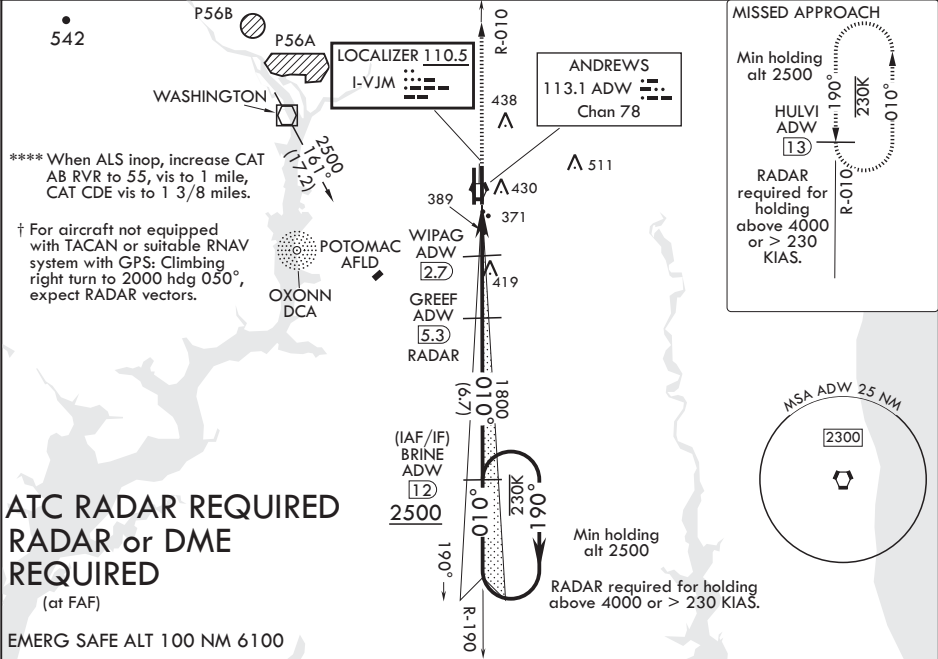 542
P56B
P56A
WASHINGTON
2500
161°
(17.2)
**** When ALS inop, increase CAT
AB RVR to 55, vis to 1 mile,
CAT CDE vis to 1 3/8 miles.
† For aircraft not equipped
with TACAN or suitable RNAV
system with GPS: Climbing
right turn to 2000 hdg 050°,
expect RADAR vectors.
POTOMAC
AFLD
OXONN
DCA
LOCALIZER 110.5
I-VJM
R-010
ANDREWS
113.1 ADW
Chan 78
438
511
430
389
371
WIPAG
ADW
2.7
419
GREEF
ADW
5.3
RADAR
1800
010°
(6.7)
(IAF/IF)
BRINE
ADW
12
2500
010°
230K
190°
190°
R-190
Min holding
alt 2500
RADAR required for holding
above 4000 or > 230 KIAS.
ATC RADAR REQUIRED
RADAR or DME
REQUIRED
(at FAF)
EMERG SAFE ALT 100 NM 6100
MISSED APPROACH
Min holding
alt 2500
HULVI
ADW
13
190°
230K
010°
R-010
RADAR
required for
holding
above 4000
or > 230
KIAS.
MSA ADW 25 NM
2300